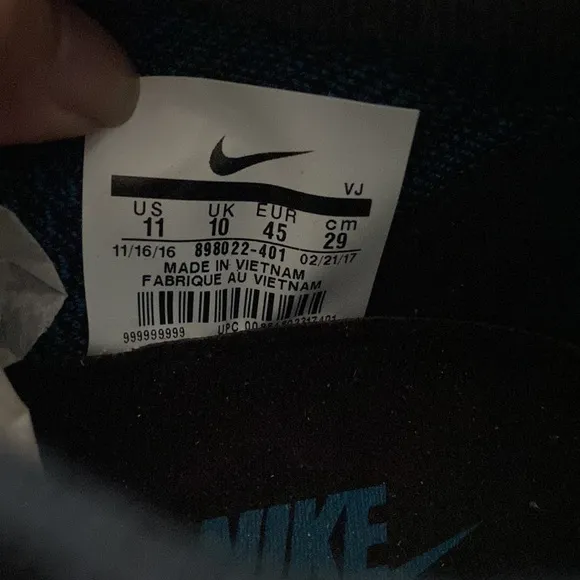 VJ
US UK EUR cm
11 10 45 29
11/16/16 898022-401 02/21/17
MADE IN VIETNAM
FABRIQUE AU VIETNAM
999999999 UPC
NIKE